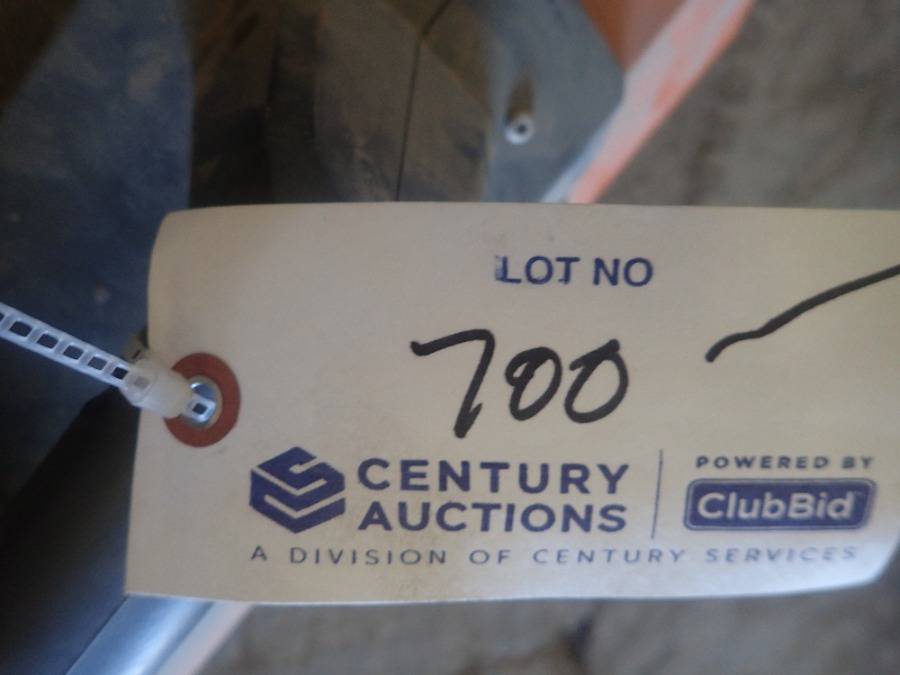 LOT NO
700
CENTURY
AUCTIONS
A DIVISION OF CENTURY SERVICES
POWERED BY
ClubBid